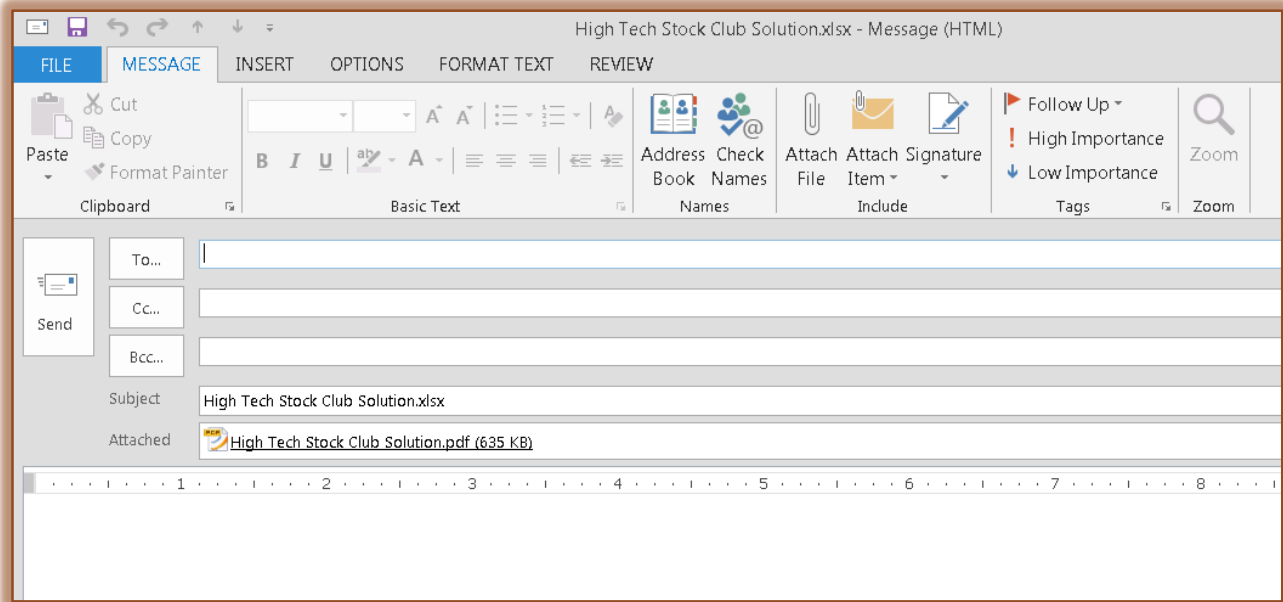 High Tech Stock Club Solution.xlsx - Message (HTML)
FILE MESSAGE INSERT OPTIONS FORMAT TEXT REVIEW
Paste
Cut
Copy
Format Painter
Clipboard
A A
B I U aby A
Basic Text
Address Book
Check Names
Names
Attach File
Attach Item
Signature
Include
Follow Up
High Importance
Low Importance
Tags
Zoom
Zoom
Send
To...
Cc...
Bcc...
Subject High Tech Stock Club Solution.xlsx
Attached PDF High Tech Stock Club Solution.pdf (635 KB)
1 2 3 4 5 6 7 8